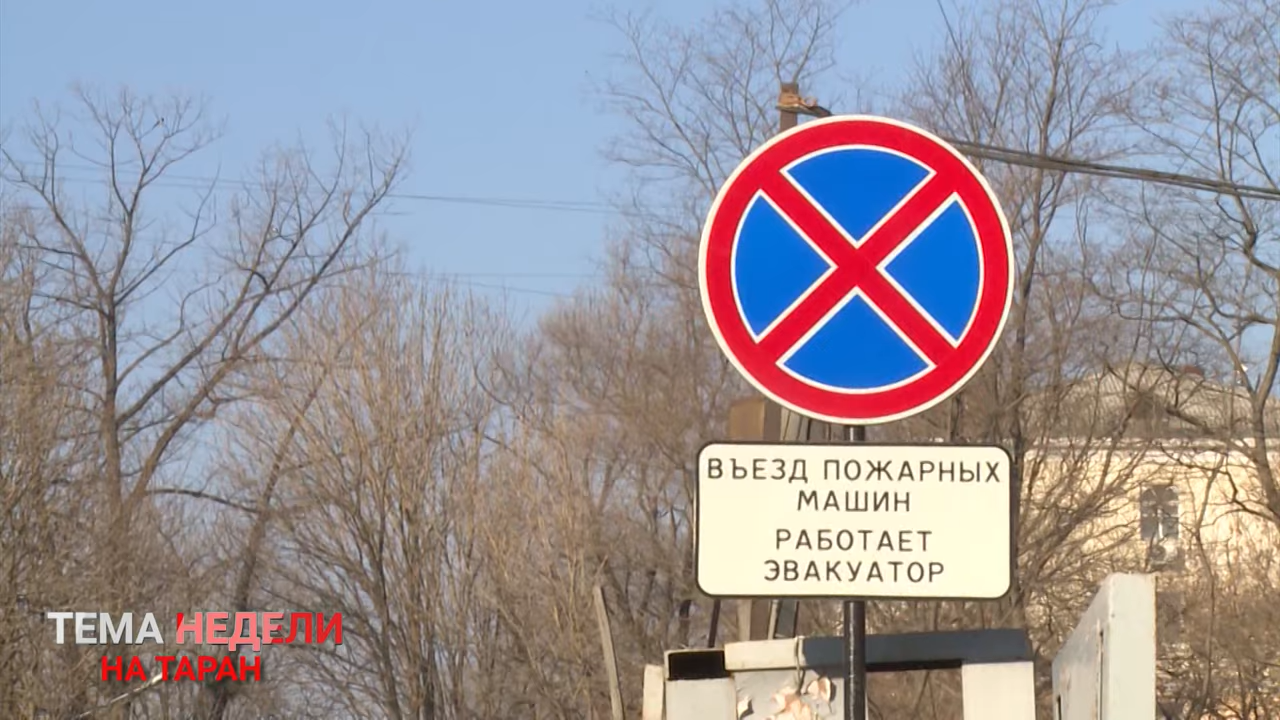 ВЪЕЗД ПОЖАРНЫХ
МАШИН
РАБОТАЕТ
ЭВАКУАТОР
ТЕМА НЕДЕЛИ
НА ТАРАН